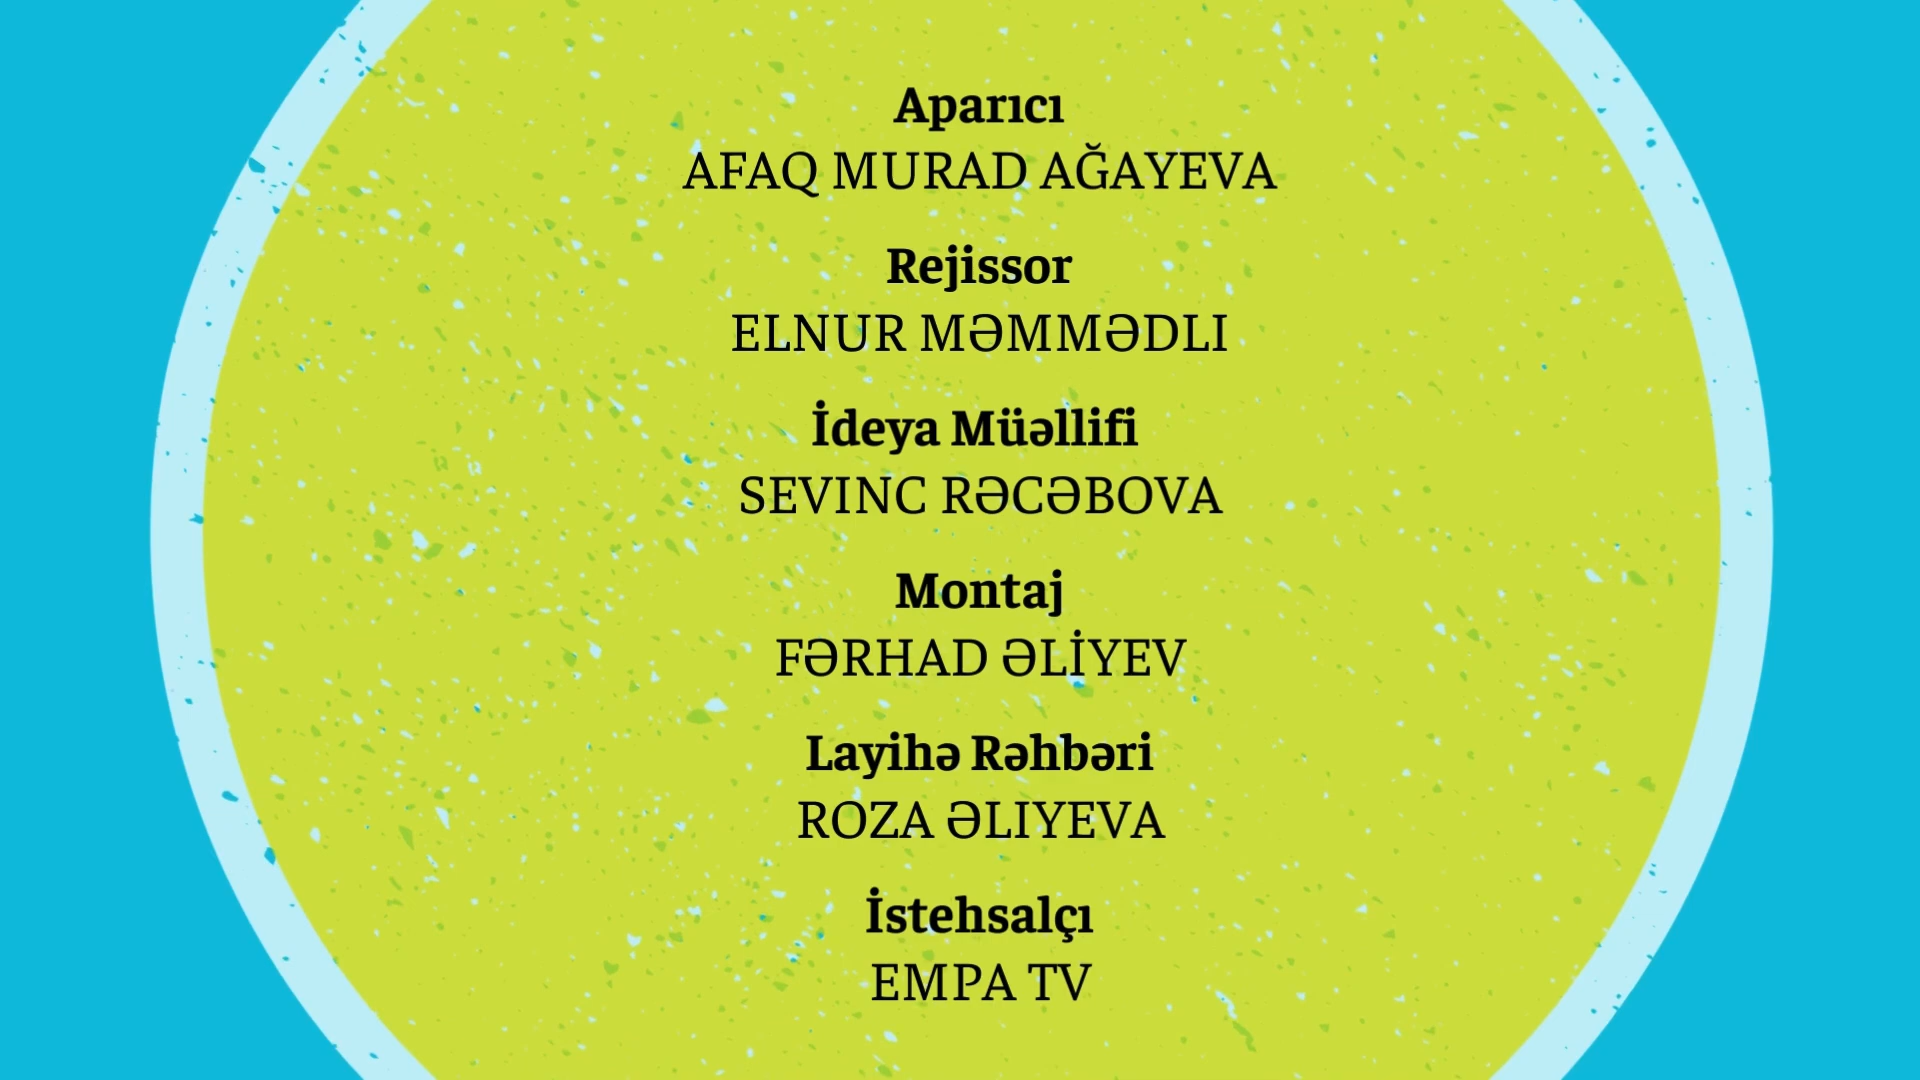 Aparıcı
AFAQ MURAD AĞAYEVA
Rejissor
ELNUR MƏMMƏDLI
İdeya Müəllifi
SEVINC RƏCƏBOVA
Montaj
FƏRHAD ƏLİYEV
Layihə Rəhbəri
ROZA ƏLIYEVA
İstehsalçı
EMPA TV